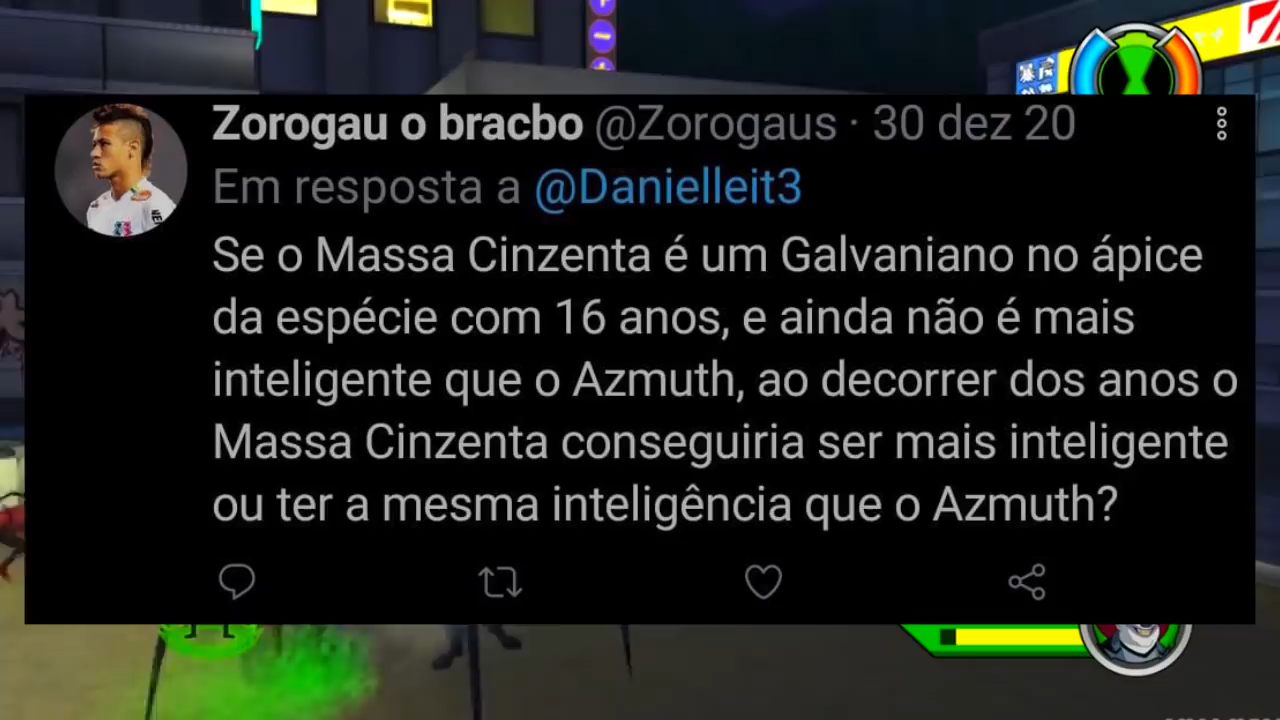 Zorogau o bracbo @Zorogaus · 30 dez 20
Em resposta a @Danielleit3
Se o Massa Cinzenta é um Galvaniano no ápice
da espécie com 16 anos, e ainda não é mais
inteligente que o Azmuth, ao decorrer dos anos o
Massa Cinzenta conseguiria ser mais inteligente
ou ter a mesma inteligência que o Azmuth?